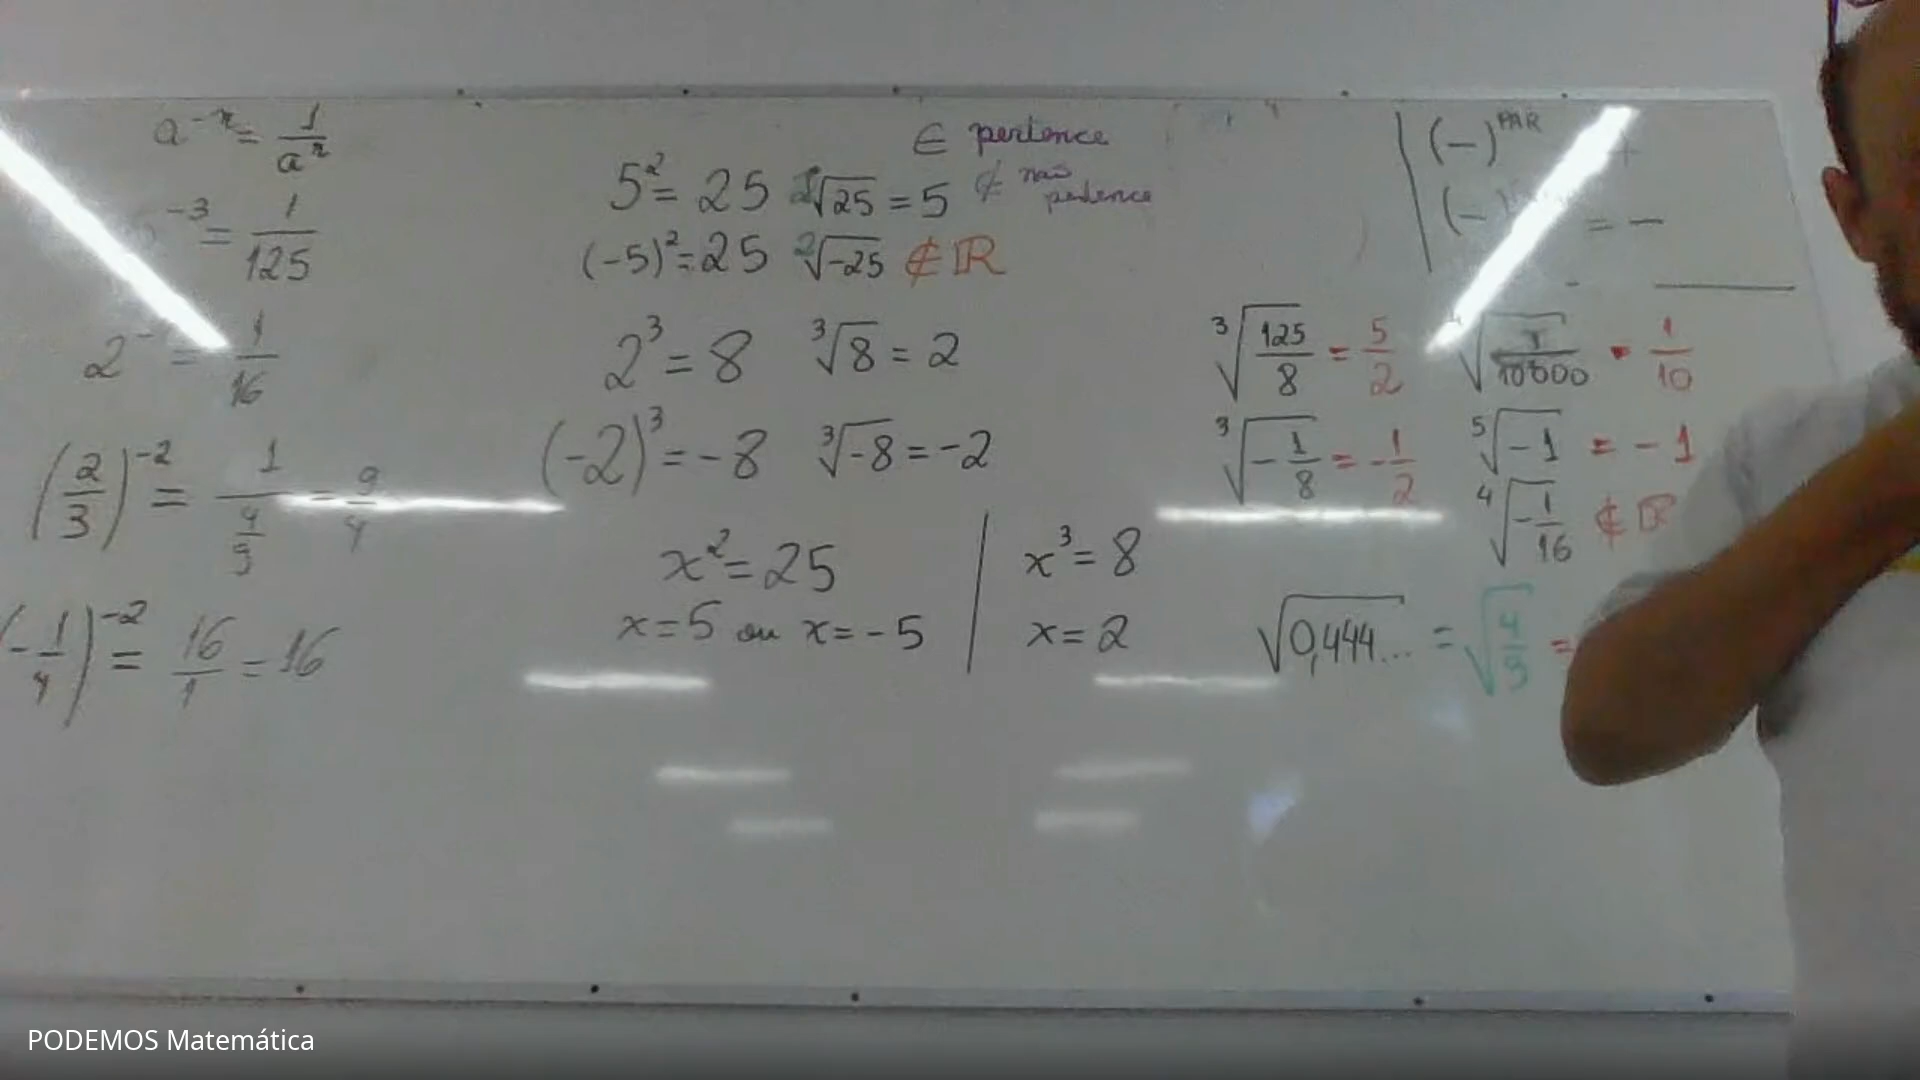 a⁻ⁿ = 1/aⁿ
⁻³ = 1/125
2⁻ = 1/16
(2/3)⁻² = 1/(4/9) = 9/4
(-1/4)⁻² = 16/1 = 16
∈ pertence
∉ não pertence
5² = 25 ²√25 = 5
(-5)² = 25 ²√-25 ∉ ℝ
2³ = 8 ³√8 = 2
(-2)³ = -8 ³√-8 = -2
x² = 25
x = 5 ou x = -5
x³ = 8
x = 2
(-)ᴾᴬᴿ +
(-) = -
³√125/8 = 5/2
√1/10000 = 1/10
³√-1/8 = -1/2
⁵√-1 = -1
⁴√-1/16 ∉ ℝ
√0,444... = √4/9 =
PODEMOS Matemática